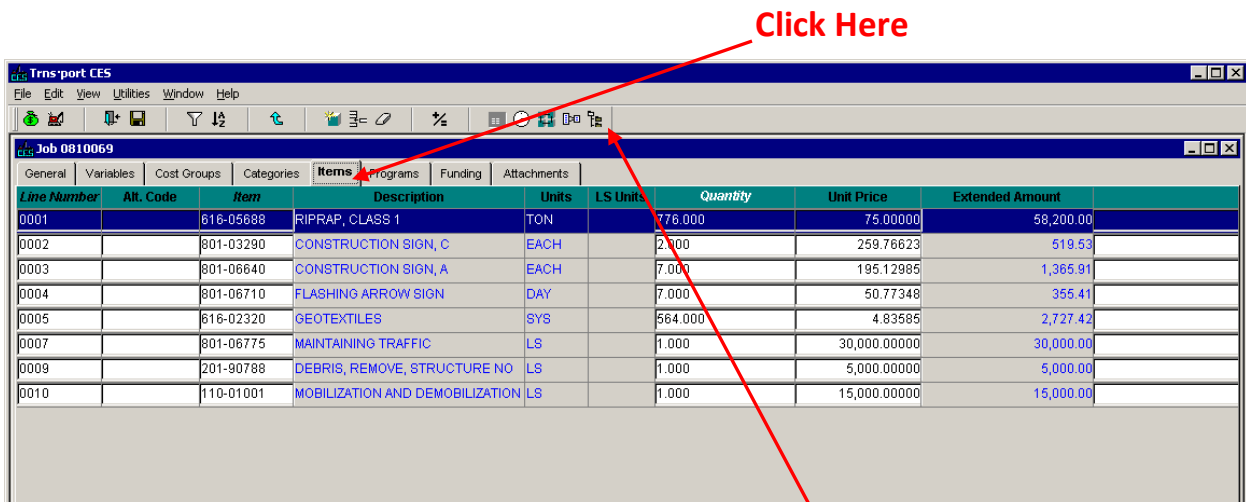 Click Here
Trns•port CES
File Edit View Utilities Window Help
Job 0810069
General Variables Cost Groups Categories Items Programs Funding Attachments
Line Number Alt. Code Item Description Units LS Units Quantity Unit Price Extended Amount
0001 616-05688 RIPRAP, CLASS 1 TON 776.000 75.00000 58,200.00
0002 801-03290 CONSTRUCTION SIGN, C EACH 2.000 259.76623 519.53
0003 801-06640 CONSTRUCTION SIGN, A EACH 7.000 195.12985 1,365.91
0004 801-06710 FLASHING ARROW SIGN DAY 7.000 50.77348 355.41
0005 616-02320 GEOTEXTILES SYS 564.000 4.83585 2,727.42
0007 801-06775 MAINTAINING TRAFFIC LS 1.000 30,000.00000 30,000.00
0009 201-90788 DEBRIS, REMOVE, STRUCTURE NO LS 1.000 5,000.00000 5,000.00
0010 110-01001 MOBILIZATION AND DEMOBILIZATION LS 1.000 15,000.00000 15,000.00